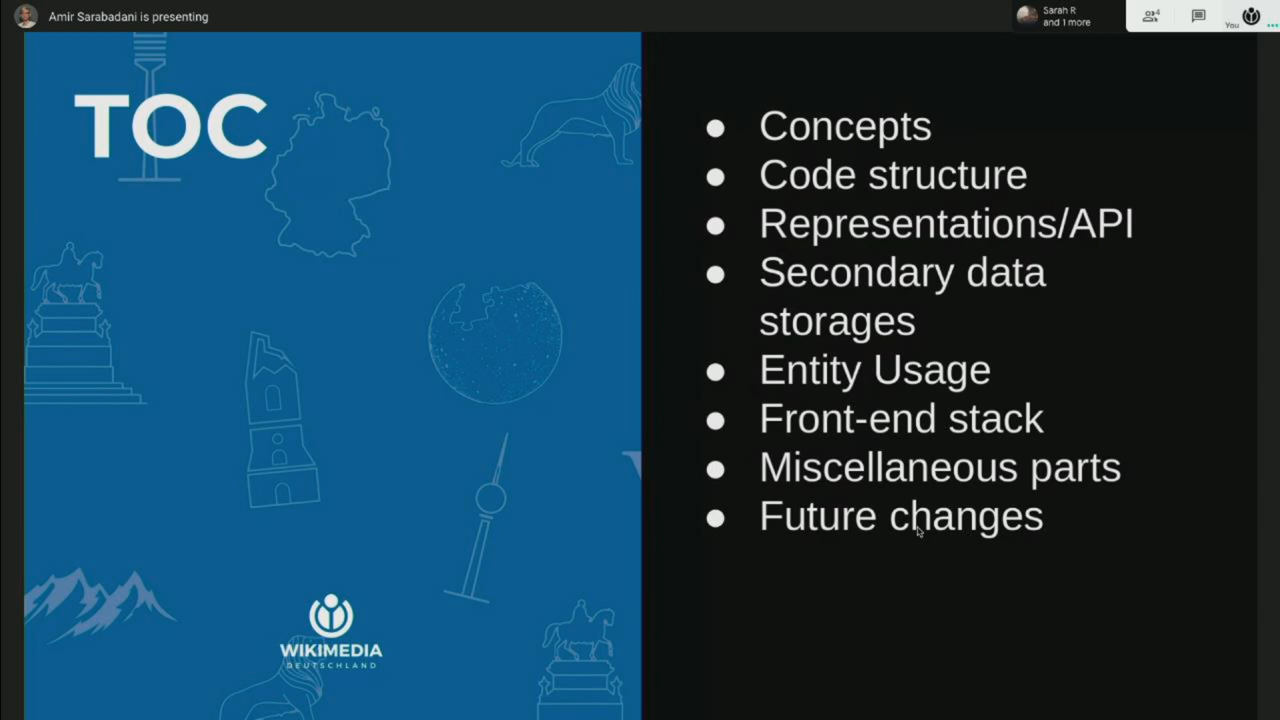 Amir Sarabadani is presenting
Sarah R
and 1 more
4
You
TOC
Concepts
Code structure
Representations/API
Secondary data
storages
Entity Usage
Front-end stack
Miscellaneous parts
Future changes
WIKIMEDIA
DEUTSCHLAND